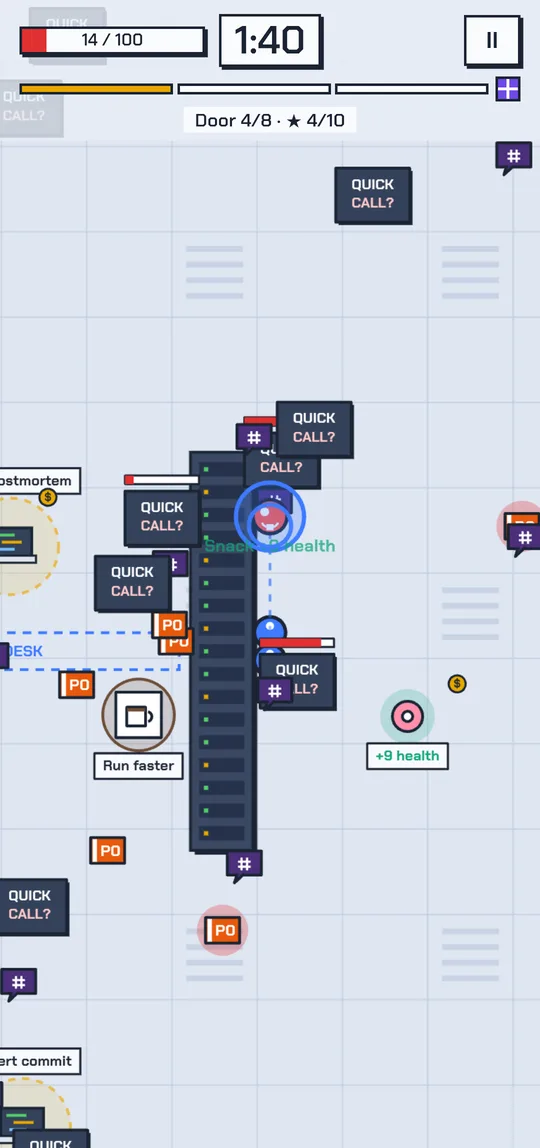 QUICK
14 / 100
1:40
QUICK
CALL?
Door 4/8 · ★ 4/10
#
QUICK
CALL?
QUICK
CALL?
#
CALL?
ostmortem
$
QUICK
CALL?
PO
#
health
QUICK
CALL?
#
PO
PO
DESK
PO
QUICK
LL?
#
$
+9 health
Run faster
PO
#
QUICK
CALL?
PO
#
ert commit
QUICK